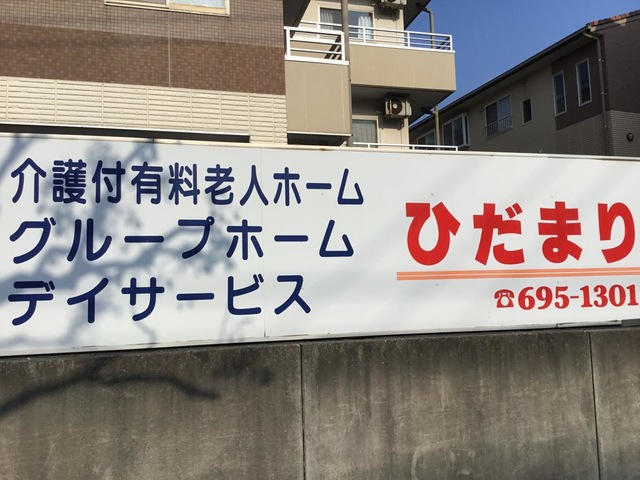 介護付有料老人ホーム
グループホーム
デイサービス
ひだまり
☎695-1301